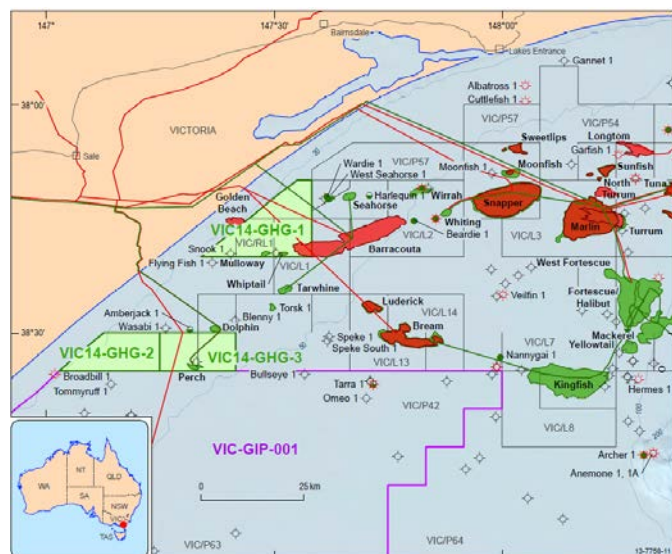 147°
147°30'
148°00'
Bairnsdale
Lakes Entrance
Gannet 1
Albatross 1
Cuttlefish 1
38°00'
VICTORIA
VIC/P57
VIC/P54
Sweetlips
Longtom
Sale
Wardie 1
VIC/P57
Moonfish 1
Moonfish
Garfish 1
Sunfish
West Seahorse 1
Harlequin 1
Wirrah
North
Turrum
Tuna
Golden
Beach
Seahorse
Snapper
VIC14-GHG-1
Whiting
Marlin
VIC/RL1
VIC/L2
Beardie 1
VIC/L3
Turrum
Snook 1
Barracouta
Flying Fish 1
Mulloway
VIC/L1
West Fortescue
Whiptail
Tarwhine
Fortescue/
Halibut
Veilfin 1
Luderick
Amberjack 1
Torsk 1
VIC/L14
Wasabi 1
Dolphin
Blenny 1
Bream
Mackerel
38°30'
Speke 1
Yellowtail
VIC14-GHG-2
VIC14-GHG-3
Speke South 1
VIC/L13
VIC/L7
Nannygai 1
Broadbill 1
Perch
Bullseye 1
Tarra 1
Kingfish
Hermes 1
Tommyruff 1
Omeo 1
VIC/P42
VIC-GIP-001
VIC/L8
Archer 1
Anemone 1, 1A
WA
NT
QLD
SA
NSW
VIC
TAS
0
25 km
VIC/P63
VIC/P64